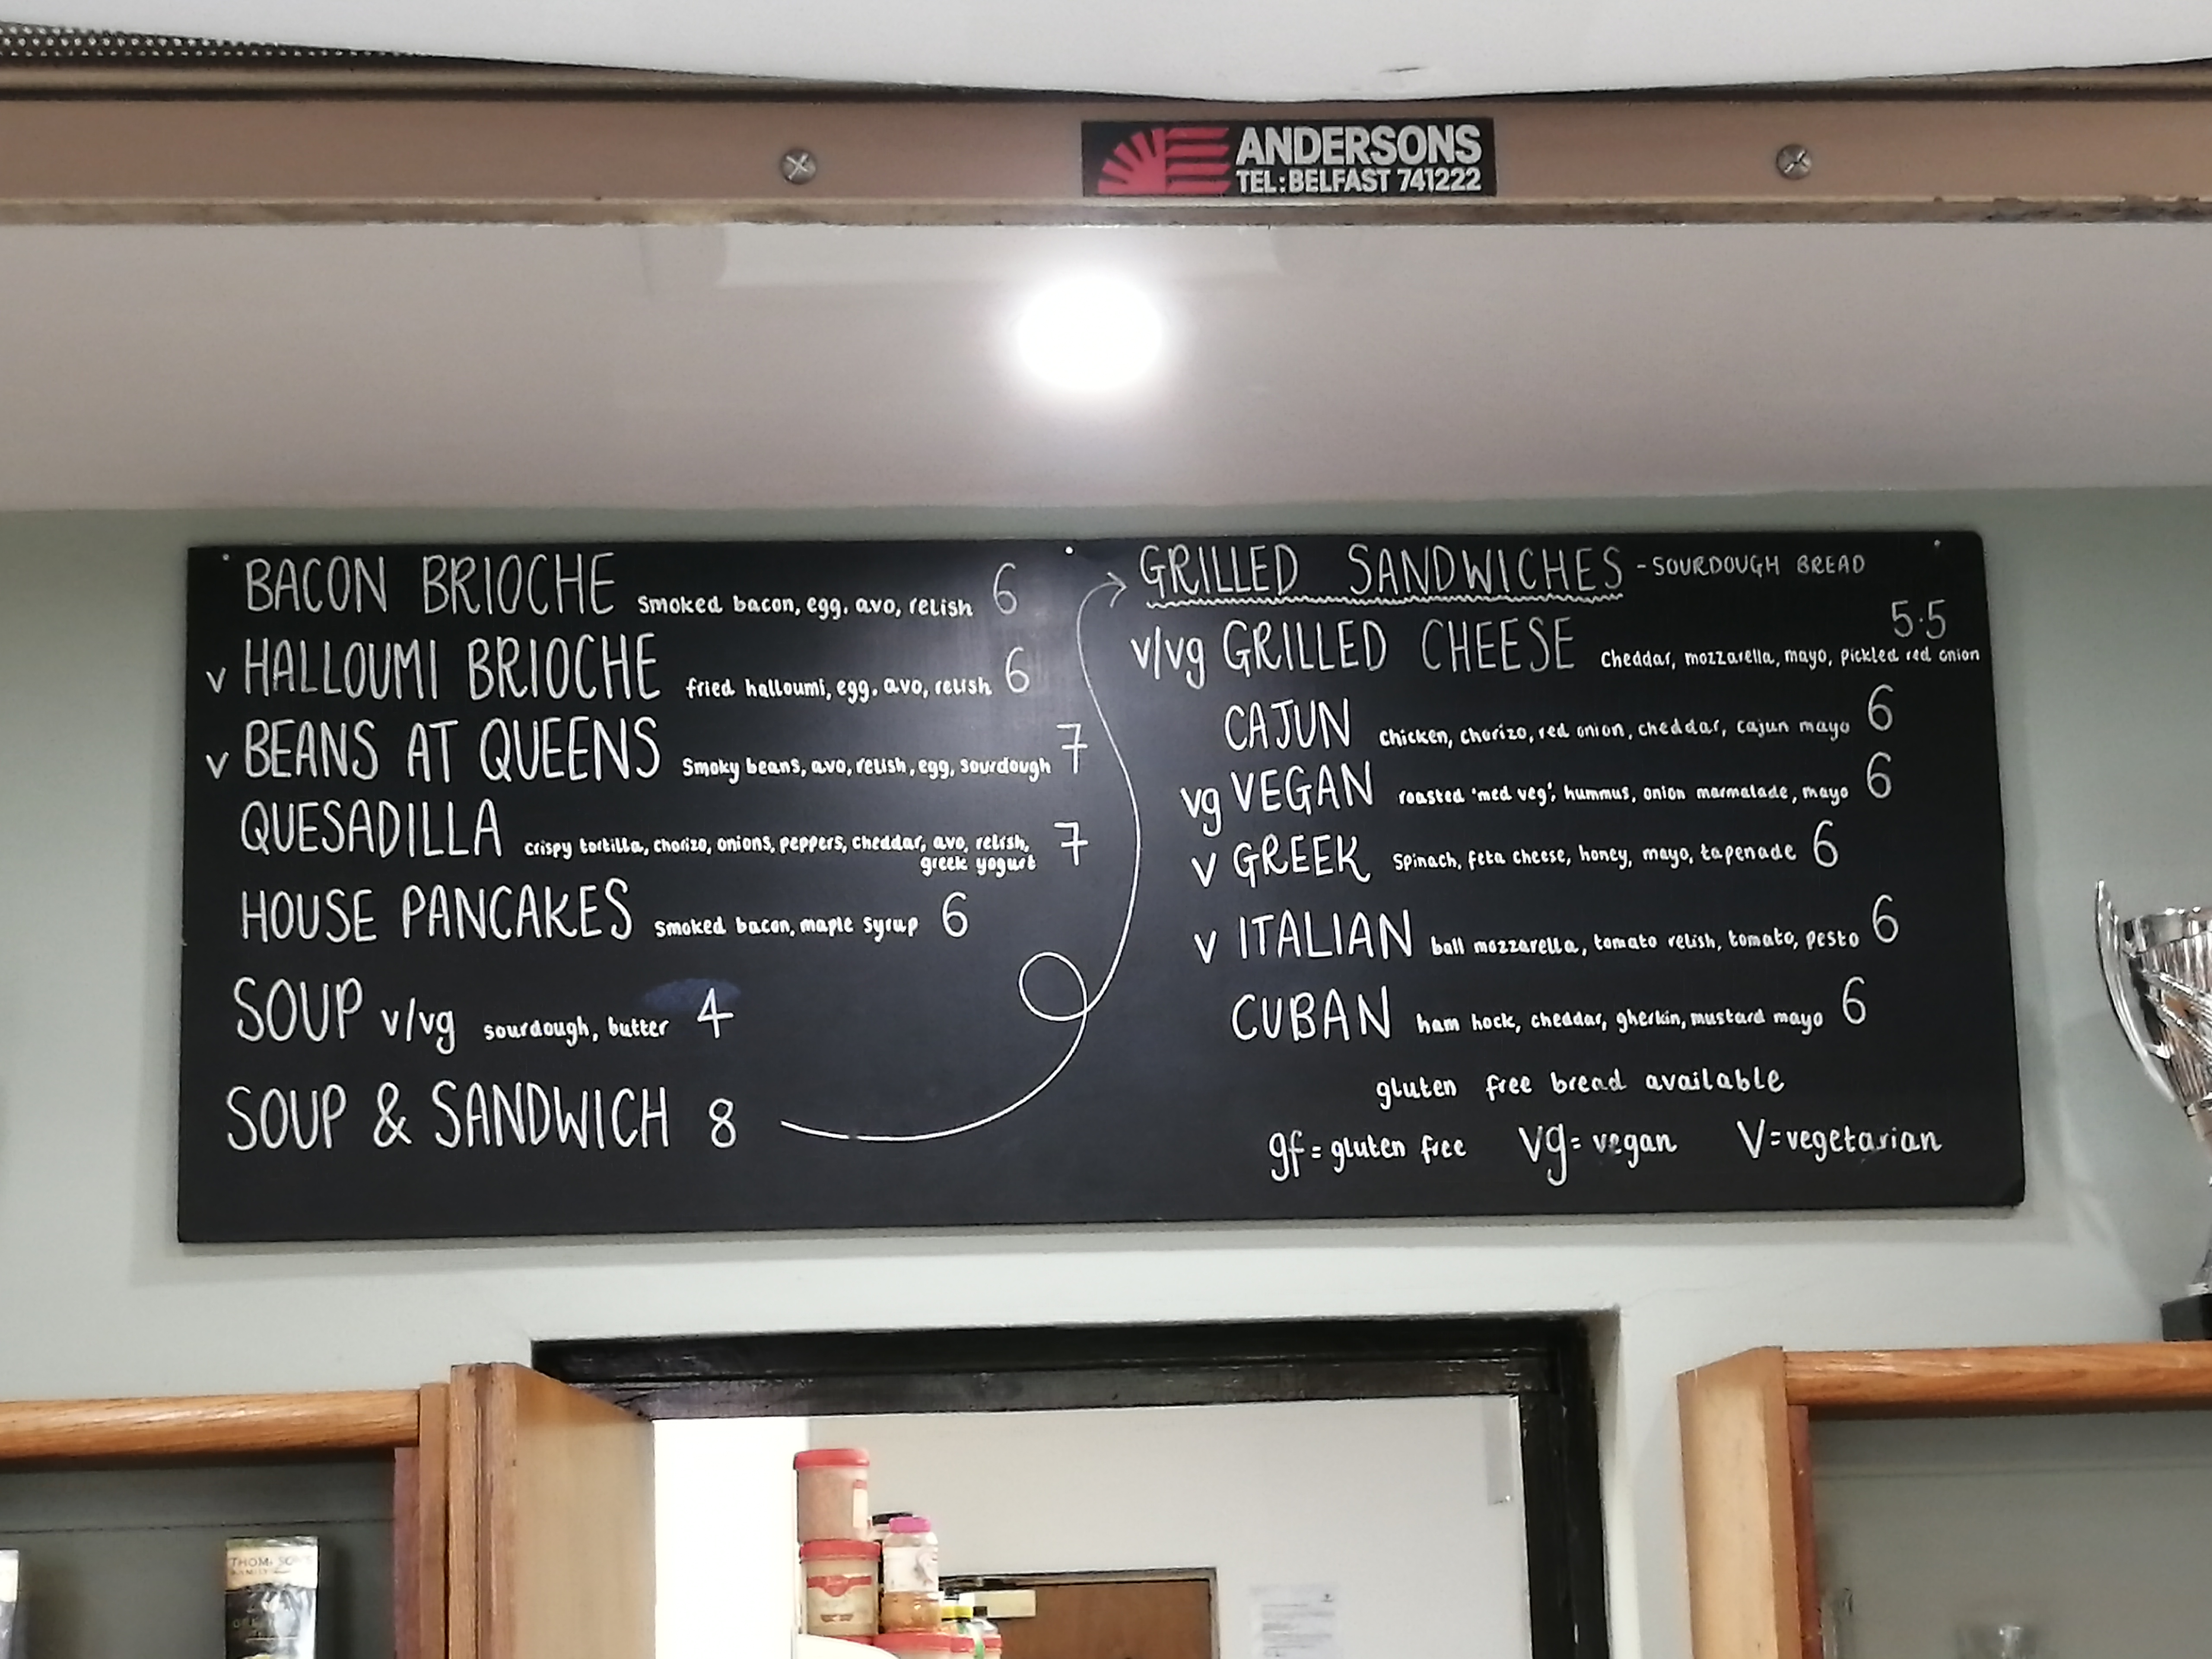 ANDERSONS
TEL:BELFAST 741222
BACON BRIOCHE smoked bacon, egg, avo, relish 6
v HALLOUMI BRIOCHE fried halloumi, egg, avo, relish 6
v BEANS AT QUEENS smoky beans, avo, relish, egg, sourdough 7
QUESADILLA crispy tortilla, chorizo, onions, peppers, cheddar, avo, relish, 7
greek yogurt
HOUSE PANCAKES smoked bacon, maple syrup 6
SOUP v/vg sourdough, butter 4
SOUP & SANDWICH 8
GRILLED SANDWICHES - SOURDOUGH BREAD
5.5
v/vg GRILLED CHEESE Cheddar, mozzarella, mayo, pickled red onion
CAJUN chicken, chorizo, red onion, cheddar, cajun mayo 6
vg VEGAN roasted 'med veg', hummus, onion marmalade, mayo 6
V GREEK Spinach, feta cheese, honey, mayo, tapenade 6
V ITALIAN ball mozzarella, tomato relish, tomato, pesto 6
CUBAN ham hock, cheddar, gherkin, mustard mayo 6
gluten free bread available
gf = gluten free Vg = vegan V = vegetarian